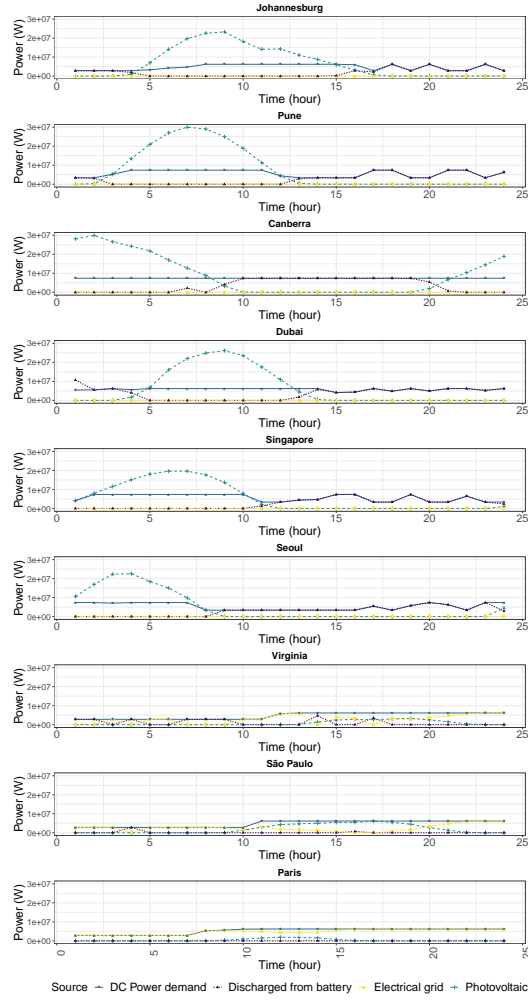 Johannesburg
Power (W)
3e+07
2e+07
1e+07
0e+00
0 5 10 15 20 25
Time (hour)
Pune
Power (W)
3e+07
2e+07
1e+07
0e+00
0 5 10 15 20 25
Time (hour)
Canberra
Power (W)
3e+07
2e+07
1e+07
0e+00
0 5 10 15 20 25
Time (hour)
Dubai
Power (W)
3e+07
2e+07
1e+07
0e+00
0 5 10 15 20 25
Time (hour)
Singapore
Power (W)
3e+07
2e+07
1e+07
0e+00
0 5 10 15 20 25
Time (hour)
Seoul
Power (W)
3e+07
2e+07
1e+07
0e+00
0 5 10 15 20 25
Time (hour)
Virginia
Power (W)
3e+07
2e+07
1e+07
0e+00
0 5 10 15 20 25
Time (hour)
São Paulo
Power (W)
3e+07
2e+07
1e+07
0e+00
0 5 10 15 20 25
Time (hour)
Paris
Power (W)
3e+07
2e+07
1e+07
0e+00
0 5 10 15 20 25
Time (hour)
Source DC Power demand Discharged from battery Electrical grid Photovoltaic